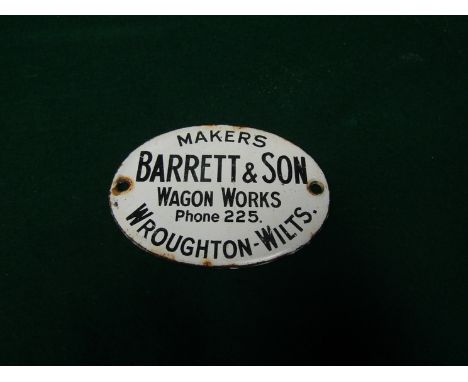 MAKERS
BARRETT & SON
WAGON WORKS
Phone 225.
WROUGHTON-WILTS.